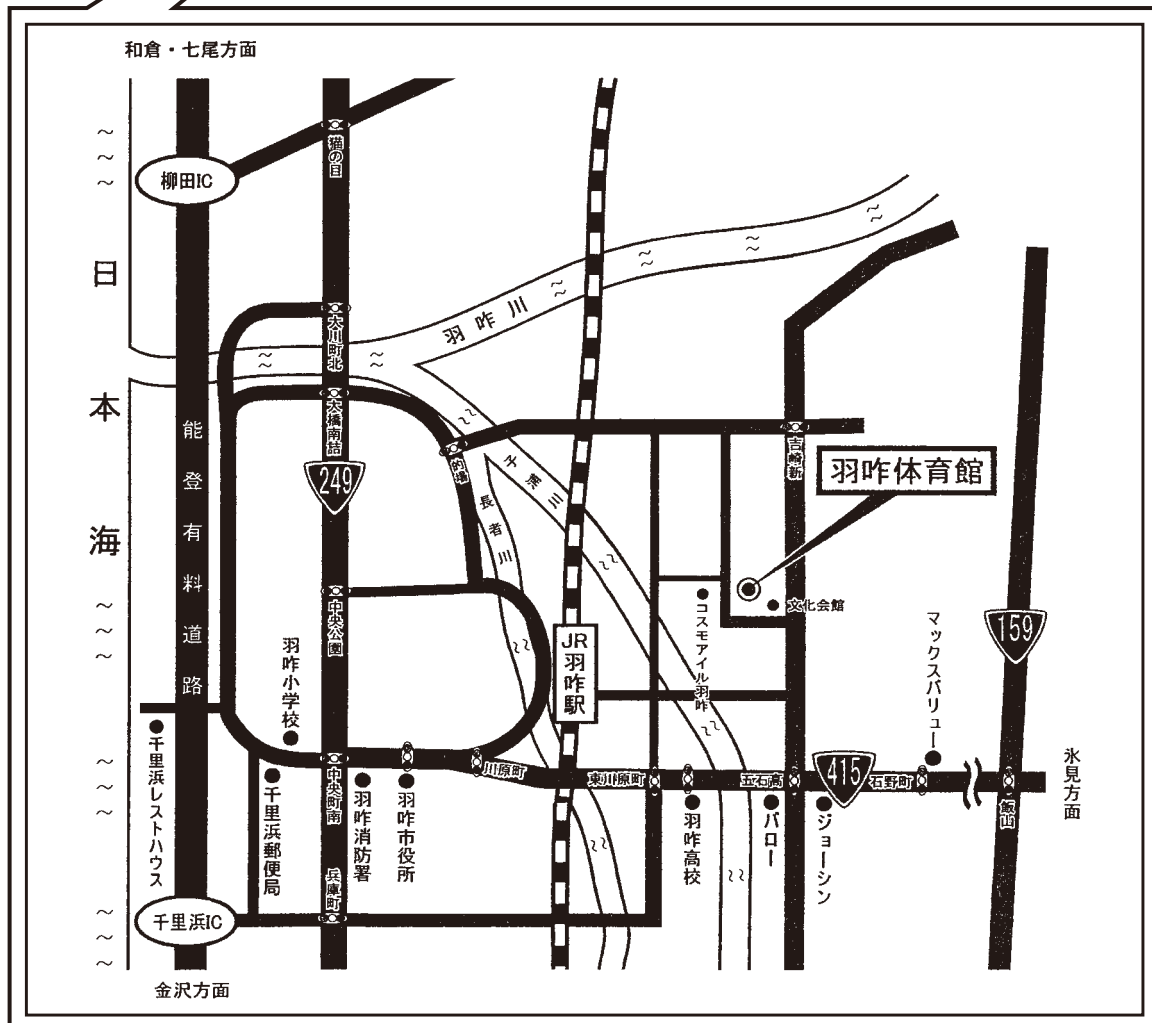 和倉・七尾方面
柳田IC
猫の目
日本海
大川町北
羽咋川
大橋南詰
249
的場
子浦川
長者川
吉崎新
羽咋体育館
能登有料道路
中央公園
コスモアイル羽咋
文化会館
159
JR羽咋駅
マックスバリュー
羽咋小学校
千里浜レストハウス
千里浜郵便局
中央町南
羽咋消防署
羽咋市役所
川原町
東川原町
羽咋高校
五石高
バロー
415
ジョーシン
石野町
飯山
氷見方面
兵庫町
千里浜IC
金沢方面